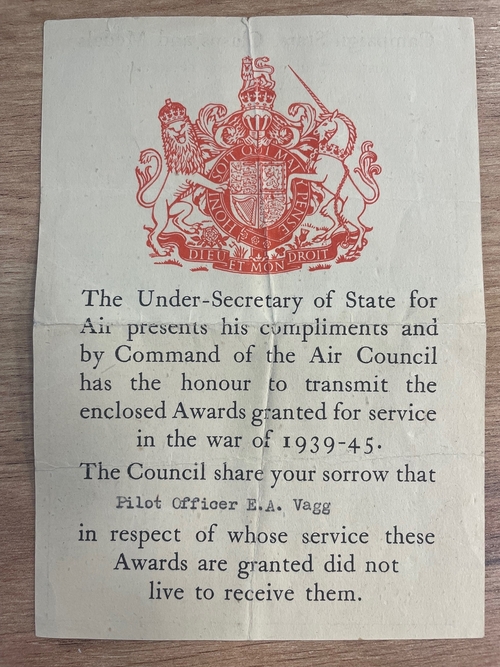 HONI SOIT QUI MAL Y PENSE
DIEU ET MON DROIT
The Under-Secretary of State for
Air presents his compliments and
by Command of the Air Council
has the honour to transmit the
enclosed Awards granted for service
in the war of 1939-45.
The Council share your sorrow that
Pilot Officer E.A. Vagg
in respect of whose service these
Awards are granted did not
live to receive them.